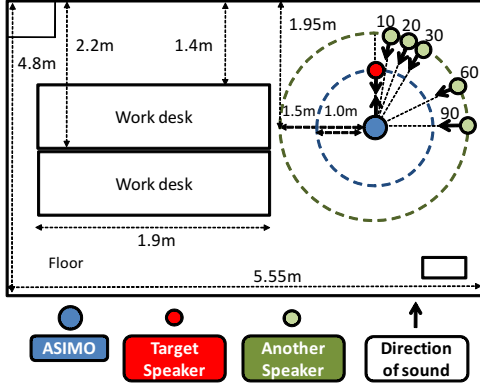 10
20
30
60
90
1.95m
2.2m
1.4m
4.8m
1.5m
1.0m
Work desk
Work desk
1.9m
Floor
5.55m
ASIMO
Target
Speaker
Another
Speaker
Direction
of sound